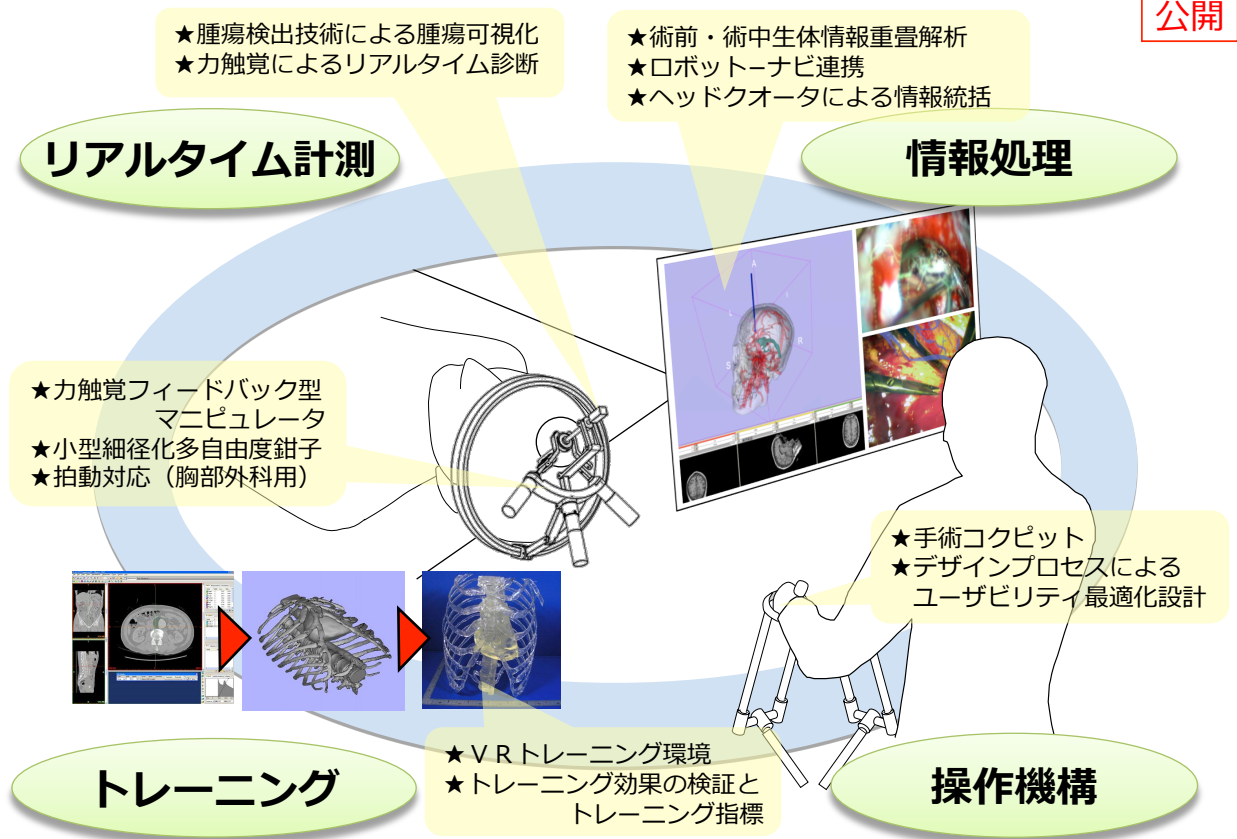 公開
★腫瘍検出技術による腫瘍可視化
★力触覚によるリアルタイム診断
★術前・術中生体情報重畳解析
★ロボットーナビ連携
★ヘッドクオータによる情報統括
リアルタイム計測
情報処理
A
I
L
R
S
★力触覚フィードバック型
マニピュレータ
★小型細径化多自由度鉗子
★拍動対応（胸部外科用）
★手術コクピット
★デザインプロセスによる
ユーザビリティ最適化設計
★ＶＲトレーニング環境
★トレーニング効果の検証と
トレーニング指標
トレーニング
操作機構